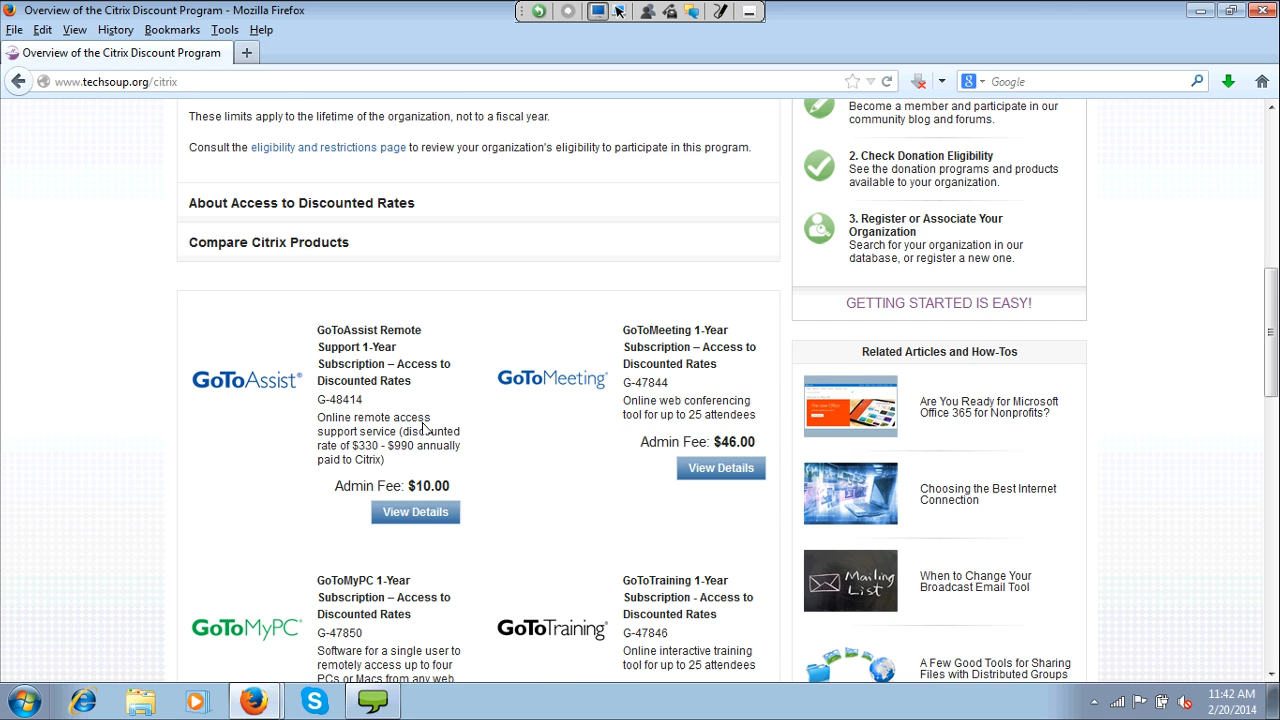 Overview of the Citrix Discount Program - Mozilla Firefox
File Edit View History Bookmarks Tools Help
Overview of the Citrix Discount Program
www.techsoup.org/citrix
Google
These limits apply to the lifetime of the organization, not to a fiscal year.
Consult the eligibility and restrictions page to review your organization's eligibility to participate in this program.
About Access to Discounted Rates
Compare Citrix Products
GoToAssist®
GoToAssist Remote
Support 1-Year
Subscription – Access to
Discounted Rates
G-48414
Online remote access
support service (discounted
rate of $330 - $990 annually
paid to Citrix)
Admin Fee: $10.00
View Details
GoToMeeting®
GoToMeeting 1-Year
Subscription – Access to
Discounted Rates
G-47844
Online web conferencing
tool for up to 25 attendees
Admin Fee: $46.00
View Details
GoToMyPC®
GoToMyPC 1-Year
Subscription – Access to
Discounted Rates
G-47850
Software for a single user to
remotely access up to four
PCs or Macs from any web
GoToTraining®
GoToTraining 1-Year
Subscription - Access to
Discounted Rates
G-47846
Online interactive training
tool for up to 25 attendees
Become a member and participate in our
community blog and forums.
2. Check Donation Eligibility
See the donation programs and products
available to your organization.
3. Register or Associate Your
Organization
Search for your organization in our
database, or register a new one.
GETTING STARTED IS EASY!
Related Articles and How-Tos
Are You Ready for Microsoft
Office 365 for Nonprofits?
Choosing the Best Internet
Connection
Mailing
List
When to Change Your
Broadcast Email Tool
A Few Good Tools for Sharing
Files with Distributed Groups
11:42 AM
2/20/2014